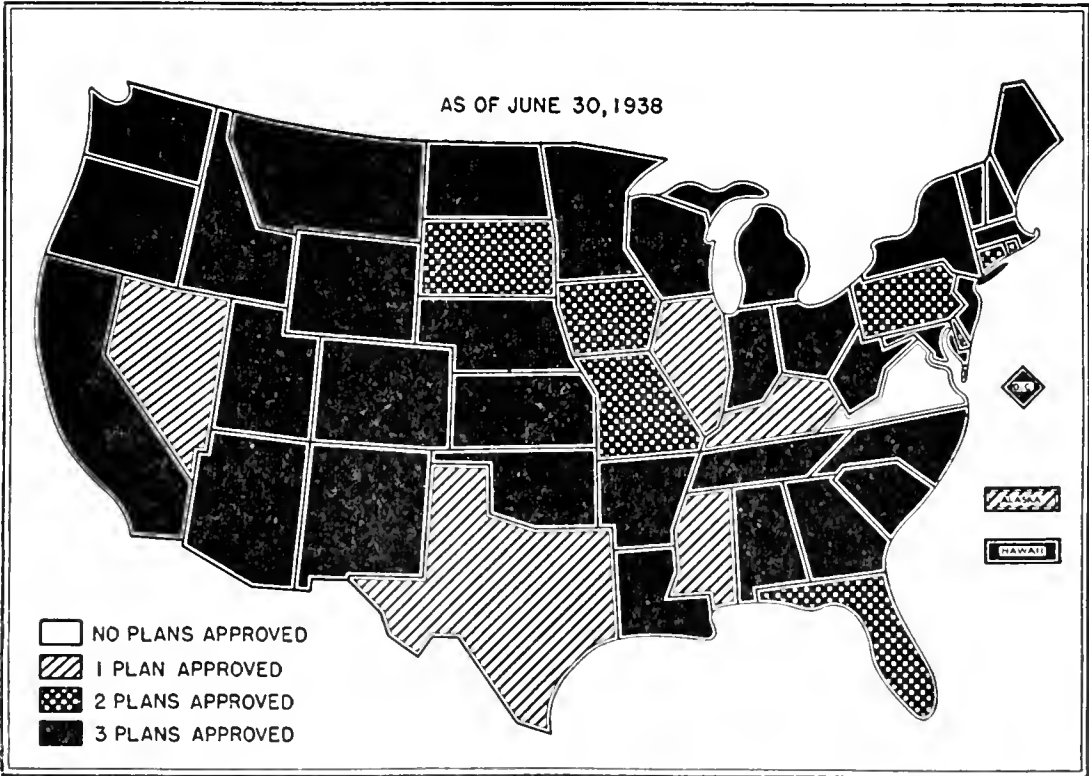 AS OF JUNE 30, 1938
D.C.
ALASKA
HAWAII
NO PLANS APPROVED
1 PLAN APPROVED
2 PLANS APPROVED
3 PLANS APPROVED